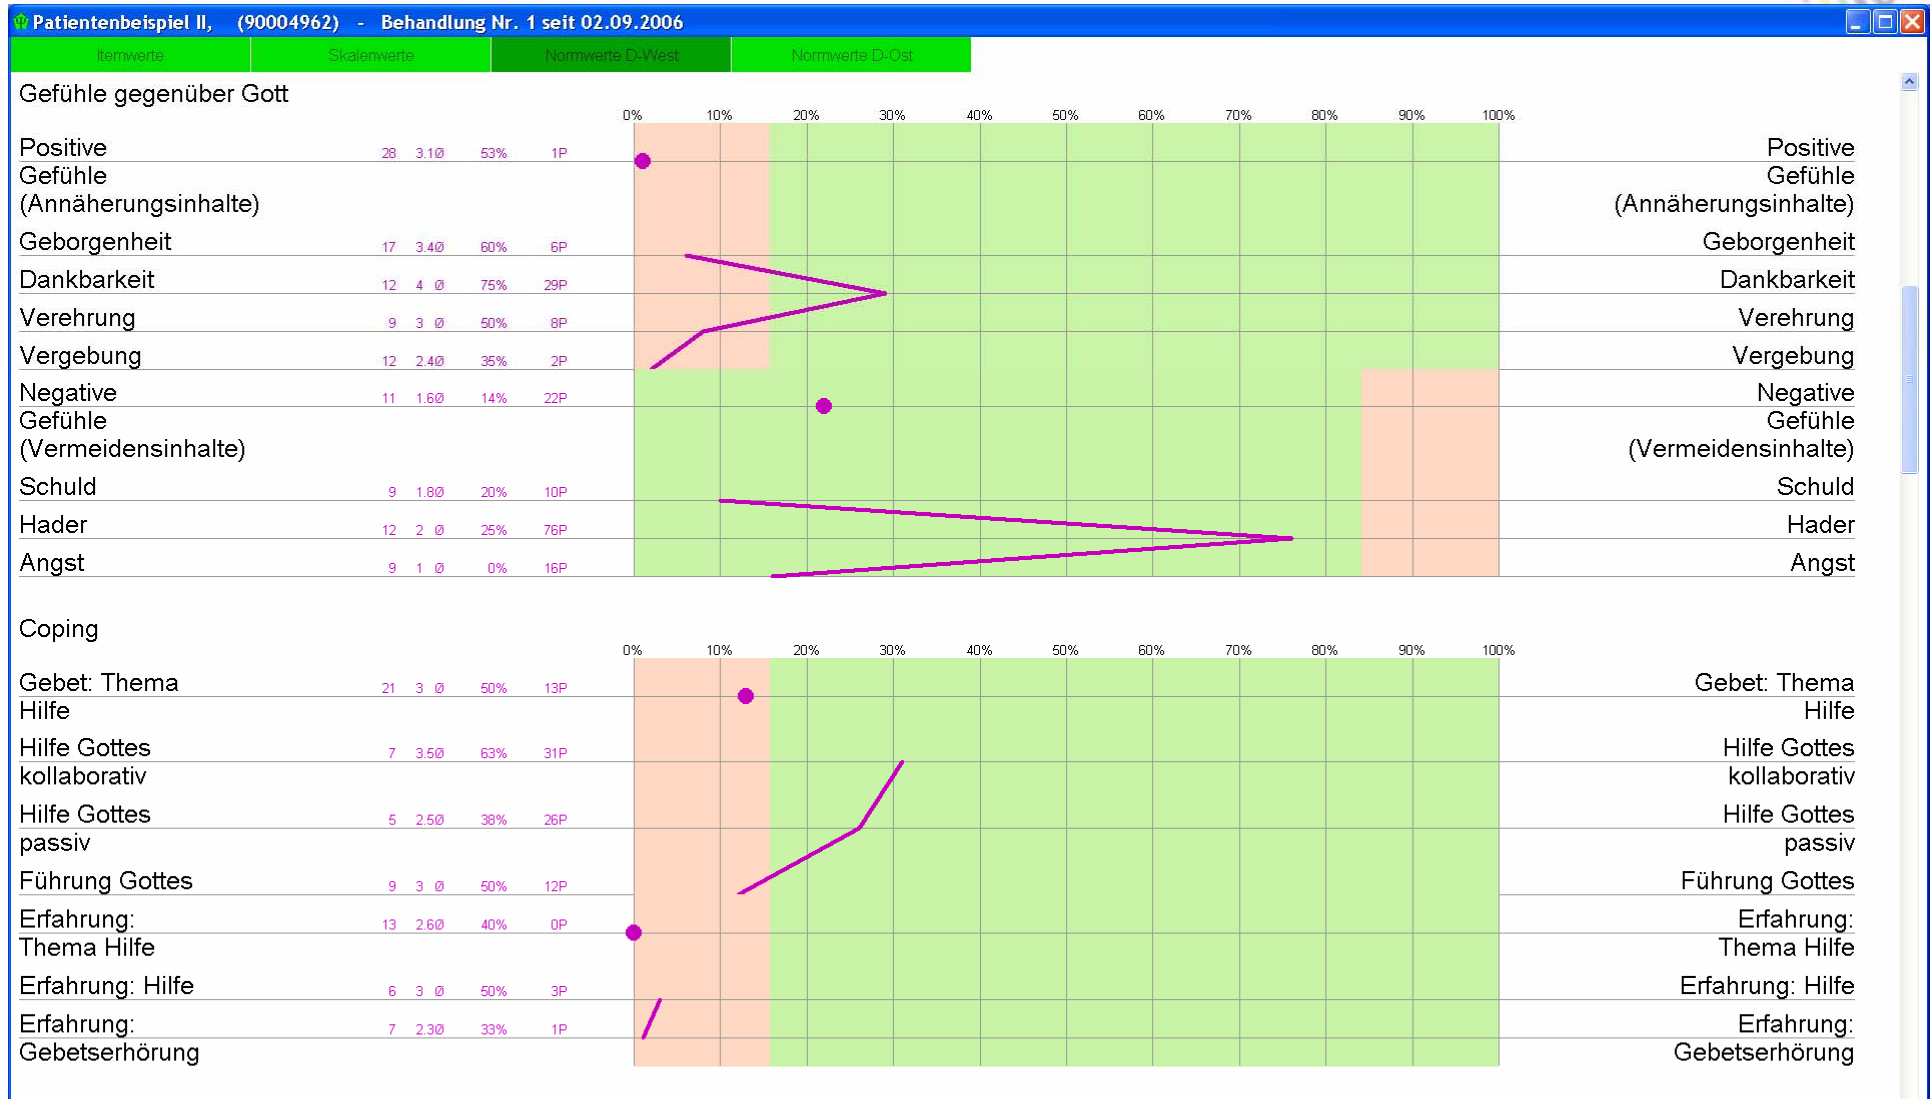 Patientenbeispiel II, (90004962) - Behandlung Nr. 1 seit 02.09.2006
Itemwerte Skalenwerte Normwerte D-West Normwerte D-Ost
Gefühle gegenüber Gott
0% 10% 20% 30% 40% 50% 60% 70% 80% 90% 100%
Positive 28 3.1Ø 53% 1P Positive
Gefühle Gefühle
(Annäherungsinhalte) (Annäherungsinhalte)
Geborgenheit 17 3.4Ø 60% 6P Geborgenheit
Dankbarkeit 12 4 Ø 75% 29P Dankbarkeit
Verehrung 9 3 Ø 50% 8P Verehrung
Vergebung 12 2.4Ø 35% 2P Vergebung
Negative 11 1.6Ø 14% 22P Negative
Gefühle Gefühle
(Vermeidensinhalte) (Vermeidensinhalte)
Schuld 9 1.8Ø 20% 10P Schuld
Hader 12 2 Ø 25% 76P Hader
Angst 9 1 Ø 0% 16P Angst
Coping
0% 10% 20% 30% 40% 50% 60% 70% 80% 90% 100%
Gebet: Thema 21 3 Ø 50% 13P Gebet: Thema
Hilfe Hilfe
Hilfe Gottes 7 3.5Ø 63% 31P Hilfe Gottes
kollaborativ kollaborativ
Hilfe Gottes 5 2.5Ø 38% 26P Hilfe Gottes
passiv passiv
Führung Gottes 9 3 Ø 50% 12P Führung Gottes
Erfahrung: 13 2.6Ø 40% 0P Erfahrung:
Thema Hilfe Thema Hilfe
Erfahrung: Hilfe 6 3 Ø 50% 3P Erfahrung: Hilfe
Erfahrung: 7 2.3Ø 33% 1P Erfahrung:
Gebetserhörung Gebetserhörung